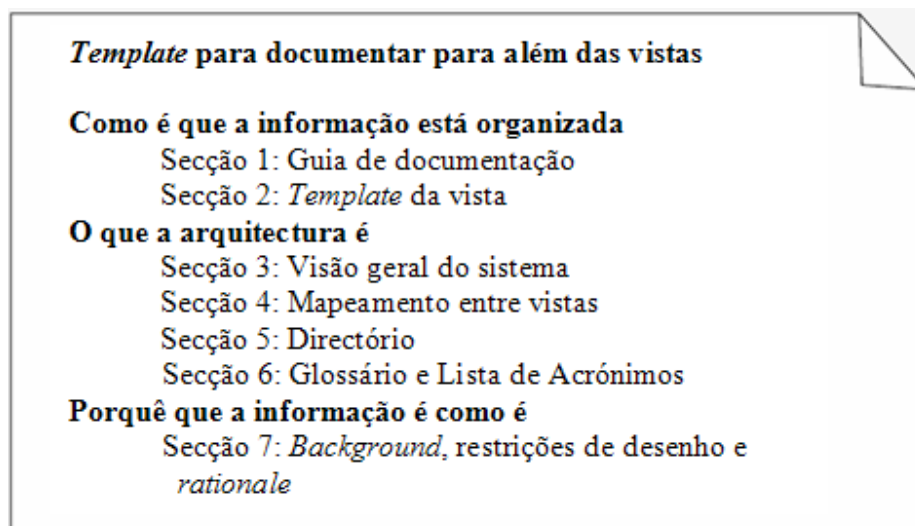 Template para documentar para além das vistas
Como é que a informação está organizada
Secção 1: Guia de documentação
Secção 2: Template da vista
O que a arquitectura é
Secção 3: Visão geral do sistema
Secção 4: Mapeamento entre vistas
Secção 5: Directório
Secção 6: Glossário e Lista de Acrónimos
Porquê que a informação é como é
Secção 7: Background, restrições de desenho e
rationale